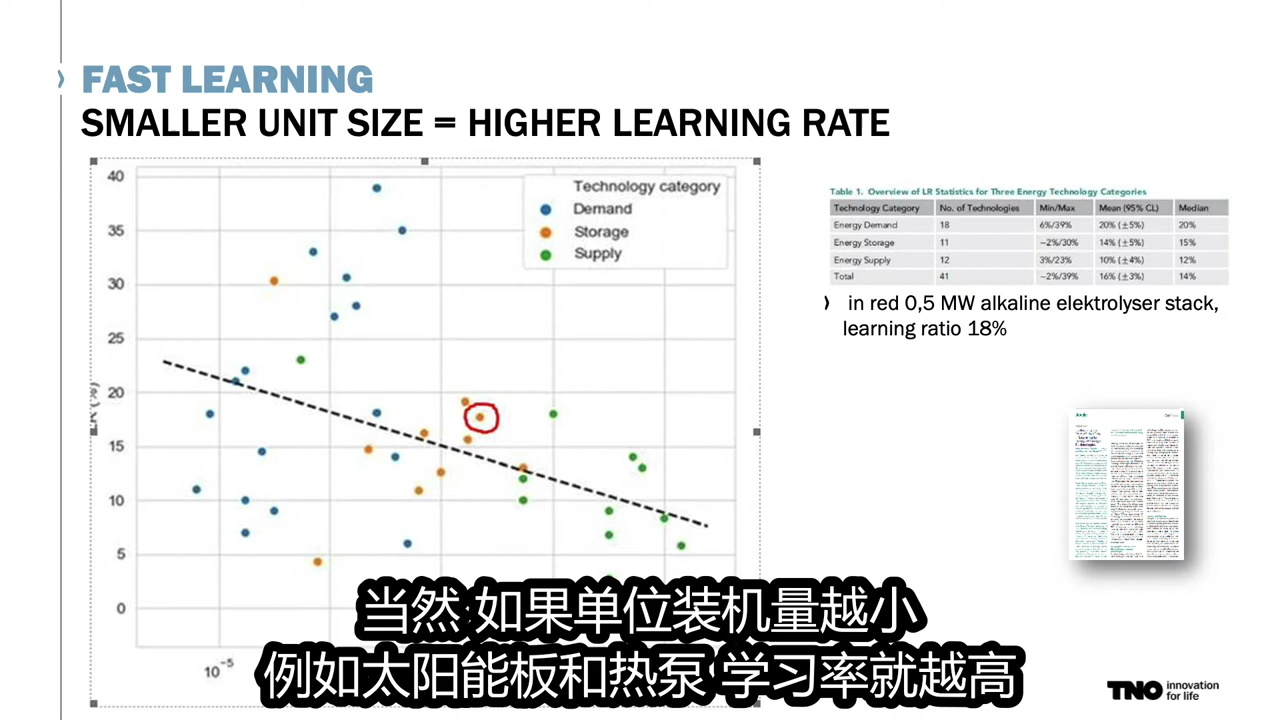 FAST LEARNING
SMALLER UNIT SIZE = HIGHER LEARNING RATE
40
35
30
25
20
15
10
5
0
LR (%)
10⁻⁵
Technology category
Demand
Storage
Supply
Table 1. Overview of LR Statistics for Three Energy Technology Categories
Technology Category No. of Technologies Min/Max Mean (95% CL) Median
Energy Demand 18 6%/39% 20% (±5%) 20%
Energy Storage 11 −2%/30% 14% (±5%) 15%
Energy Supply 12 3%/23% 10% (±4%) 12%
Total 41 −2%/39% 16% (±3%) 14%
in red 0,5 MW alkaline elektrolyser stack,
learning ratio 18%
当然 如果单位装机量越小
例如太阳能板和热泵 学习率就越高
TNO innovation
for life